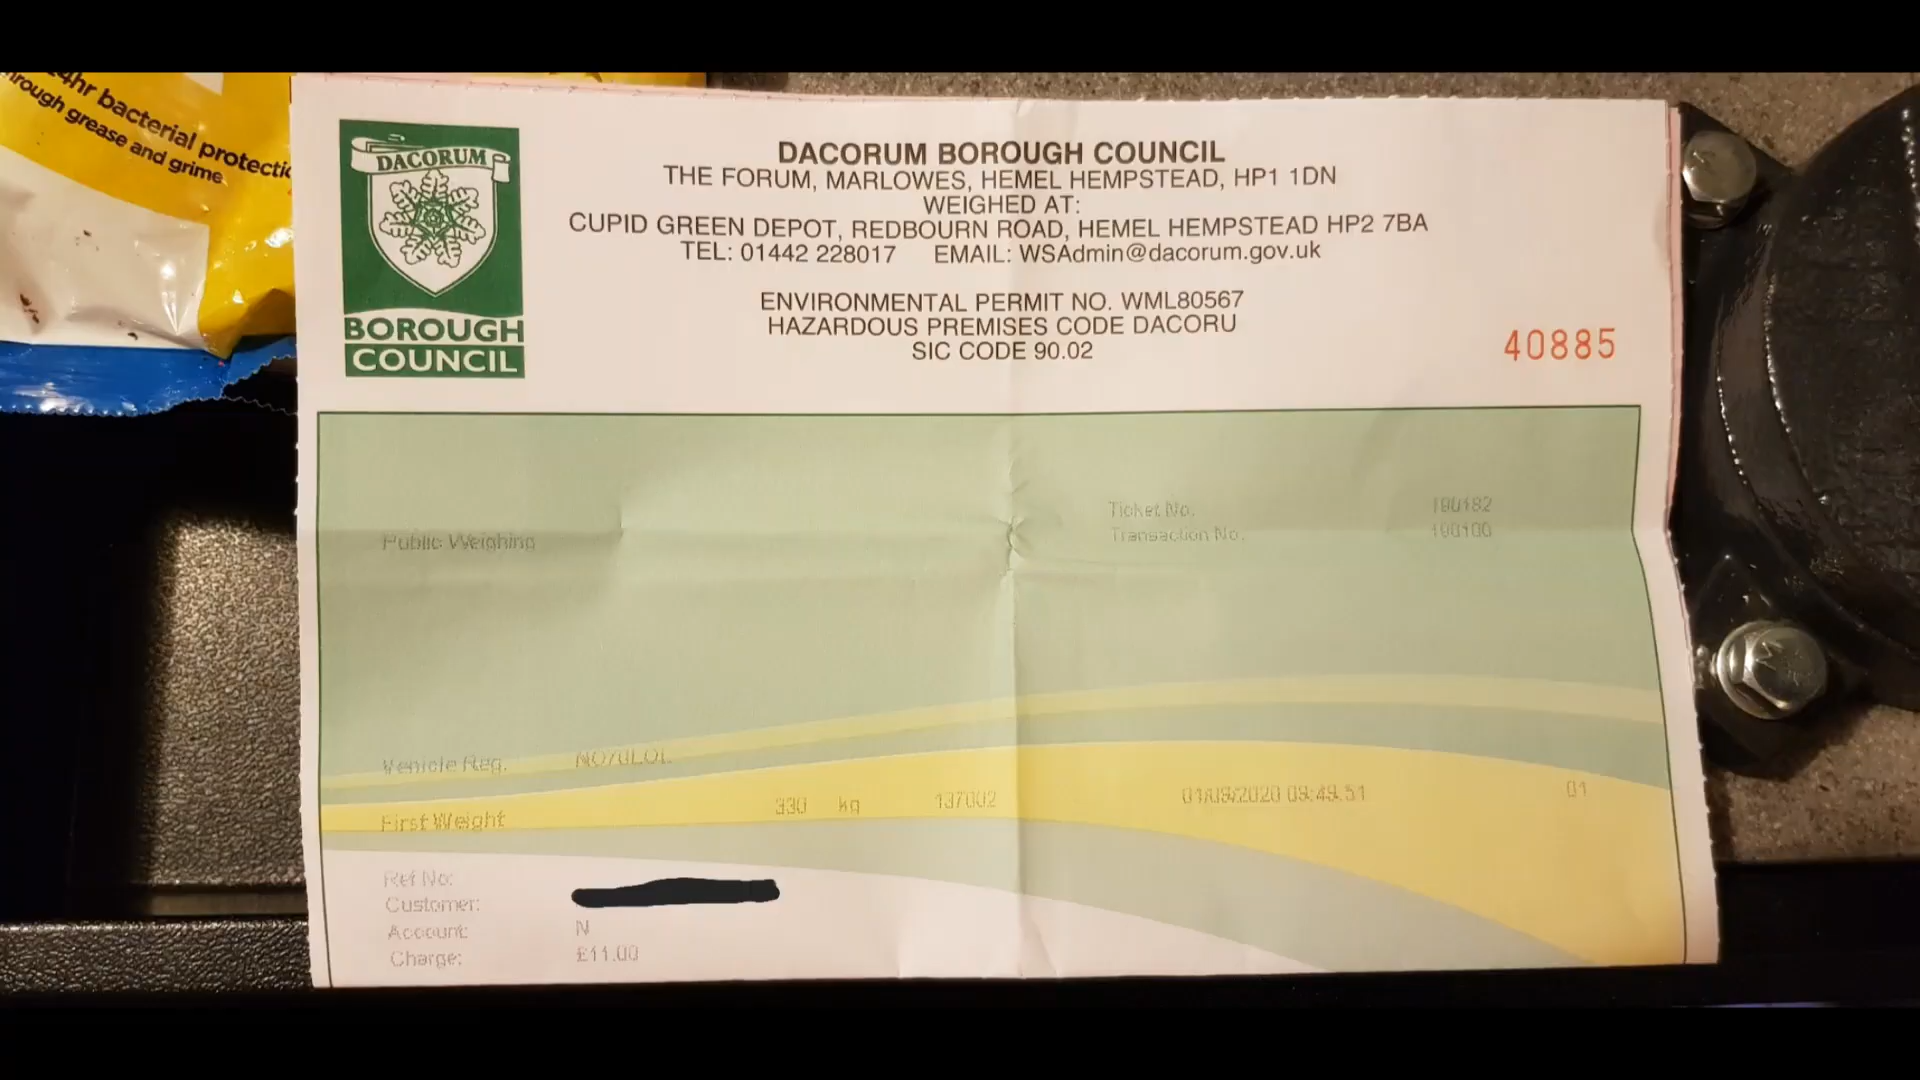 24hr bacterial protectio
through grease and grime
DACORUM
BOROUGH
COUNCIL
DACORUM BOROUGH COUNCIL
THE FORUM, MARLOWES, HEMEL HEMPSTEAD, HP1 1DN
WEIGHED AT:
CUPID GREEN DEPOT, REDBOURN ROAD, HEMEL HEMPSTEAD HP2 7BA
TEL: 01442 228017 EMAIL: WSAdmin@dacorum.gov.uk
ENVIRONMENTAL PERMIT NO. WML80567
HAZARDOUS PREMISES CODE DACORU
SIC CODE 90.02
40885
Ticket No.
Public Weighing
Transaction No.
Vehicle Reg.
First Weight 330 kg 137002 01
Ref No:
Customer:
Account: N
Charge: £11.00